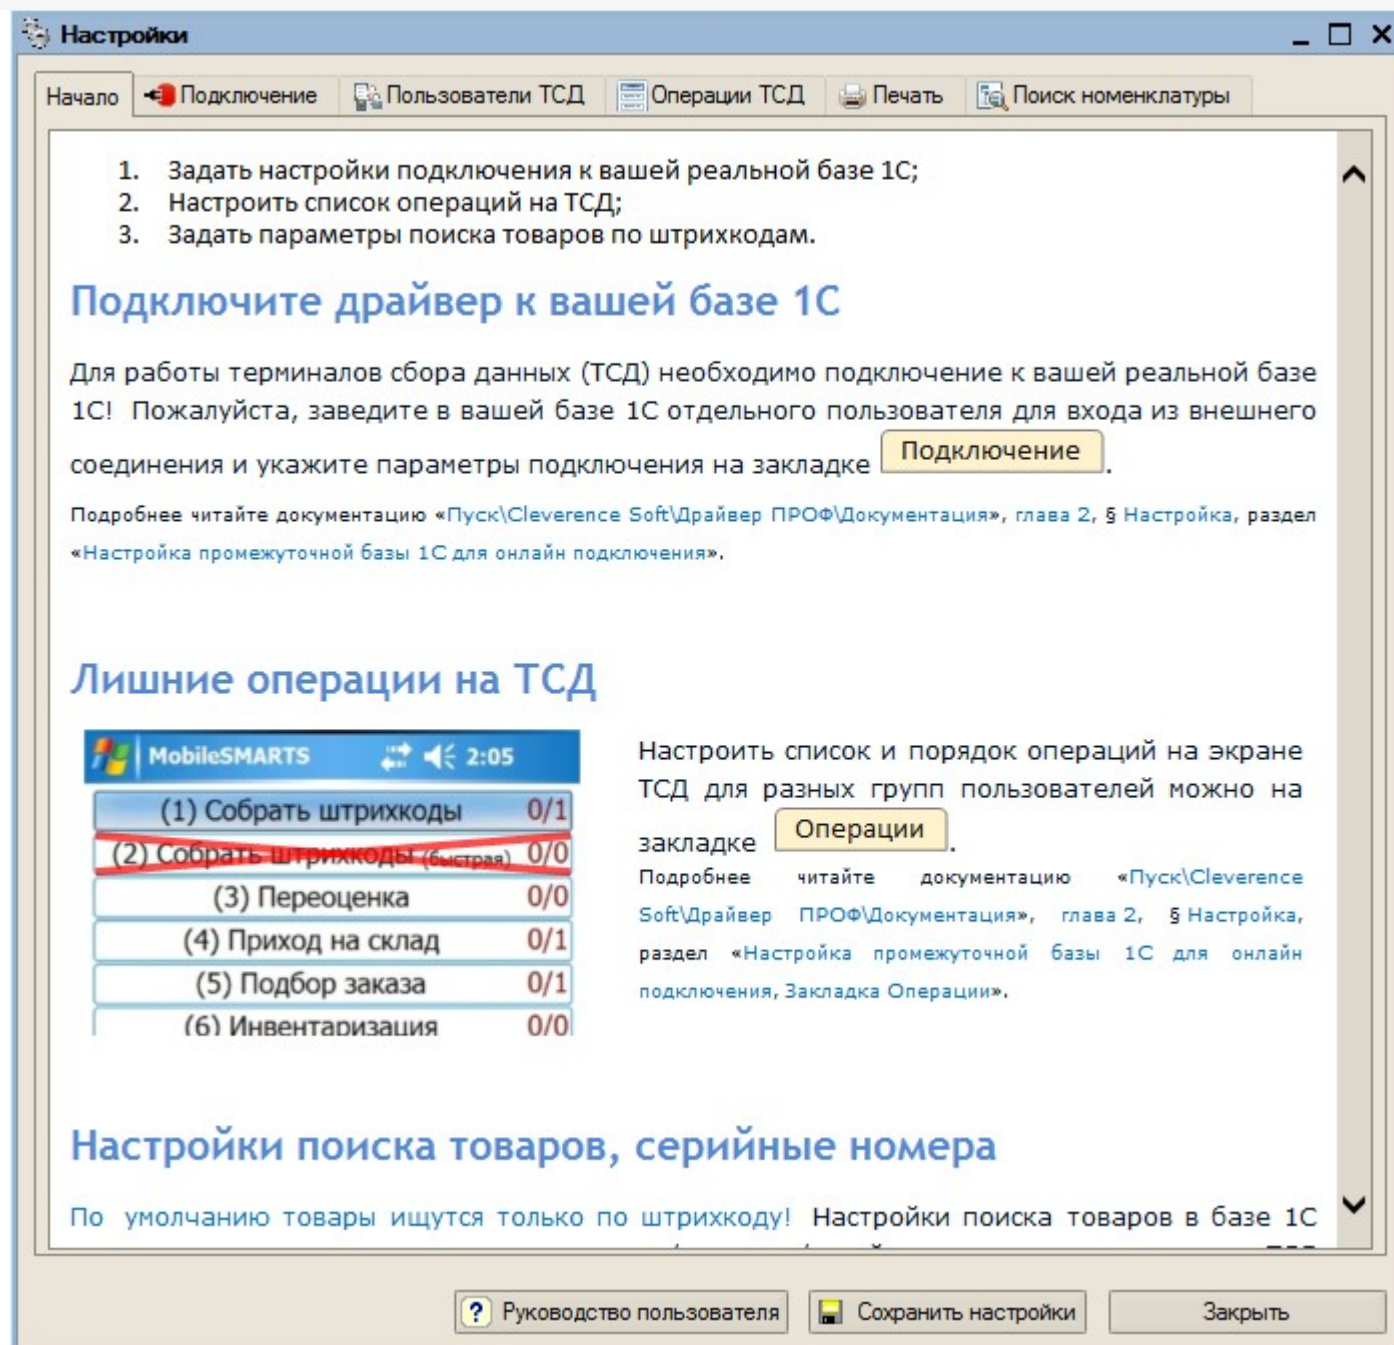 Настройки
Начало Подключение Пользователи ТСД Операции ТСД Печать Поиск номенклатуры
1. Задать настройки подключения к вашей реальной базе 1С;
2. Настроить список операций на ТСД;
3. Задать параметры поиска товаров по штрихкодам.
Подключите драйвер к вашей базе 1С
Для работы терминалов сбора данных (ТСД) необходимо подключение к вашей реальной базе
1С! Пожалуйста, заведите в вашей базе 1С отдельного пользователя для входа из внешнего
соединения и укажите параметры подключения на закладке Подключение.
Подробнее читайте документацию «Пуск\Cleverence Soft\Драйвер ПРОФ\Документация», глава 2, § Настройка, раздел
«Настройка промежуточной базы 1С для онлайн подключения».
Лишние операции на ТСД
MobileSMARTS 2:05
(1) Собрать штрихкоды 0/1
(2) Собрать штрихкоды (быстрая) 0/0
(3) Переоценка 0/0
(4) Приход на склад 0/1
(5) Подбор заказа 0/1
(6) Инвентаризация 0/0
Настроить список и порядок операций на экране
ТСД для разных групп пользователей можно на
закладке Операции.
Подробнее читайте документацию «Пуск\Cleverence
Soft\Драйвер ПРОФ\Документация», глава 2, § Настройка,
раздел «Настройка промежуточной базы 1С для онлайн
подключения, Закладка Операции».
Настройки поиска товаров, серийные номера
По умолчанию товары ищутся только по штрихкоду! Настройки поиска товаров в базе 1С
Руководство пользователя Сохранить настройки Закрыть